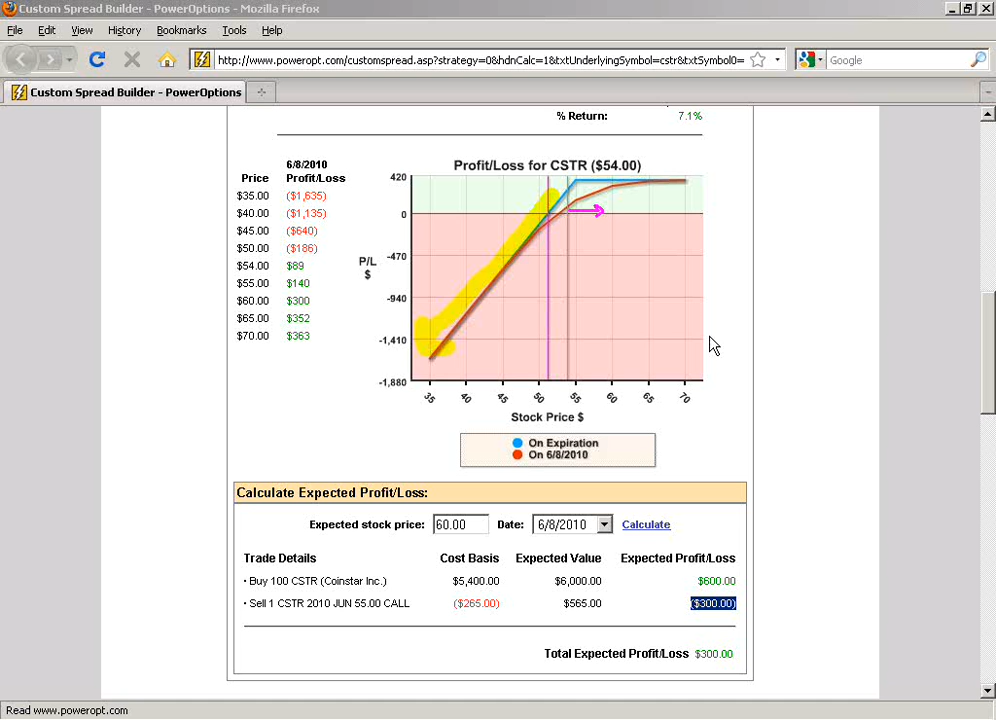 Custom Spread Builder - PowerOptions - Mozilla Firefox
File Edit View History Bookmarks Tools Help
http://www.poweropt.com/customspread.asp?strategy=0&hdnCalc=1&txtUnderlyingSymbol=cstr&txtSymbol0=
Google
Custom Spread Builder - PowerOptions
% Return: 7.1%
6/8/2010
Price Profit/Loss
$35.00 ($1,635)
$40.00 ($1,135)
$45.00 ($640)
$50.00 ($186)
$54.00 $89
$55.00 $140
$60.00 $300
$65.00 $352
$70.00 $363
Profit/Loss for CSTR ($54.00)
420
0
-470
-940
-1,410
-1,880
P/L
$
35 40 45 50 55 60 65 70
Stock Price $
On Expiration
On 6/8/2010
Calculate Expected Profit/Loss:
Expected stock price: 60.00 Date: 6/8/2010 Calculate
Trade Details Cost Basis Expected Value Expected Profit/Loss
• Buy 100 CSTR (Coinstar Inc.) $5,400.00 $6,000.00 $600.00
• Sell 1 CSTR 2010 JUN 55.00 CALL ($265.00) $565.00 ($300.00)
Total Expected Profit/Loss $300.00
Read www.poweropt.com